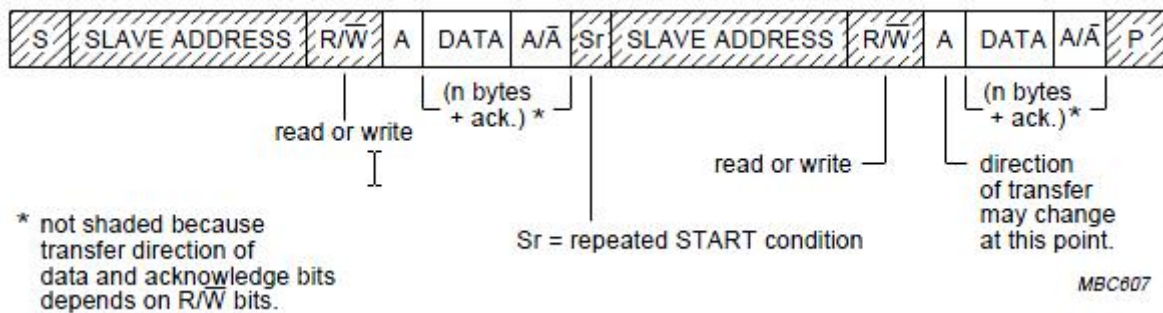 S SLAVE ADDRESS R/W̅ A DATA A/A̅ Sr SLAVE ADDRESS R/W̅ A DATA A/A̅ P
(n bytes
+ ack.) *
(n bytes
+ ack.) *
read or write
read or write
direction
of transfer
may change
at this point.
Sr = repeated START condition
* not shaded because
transfer direction of
data and acknowledge bits
depends on R/W̅ bits.
MBC607